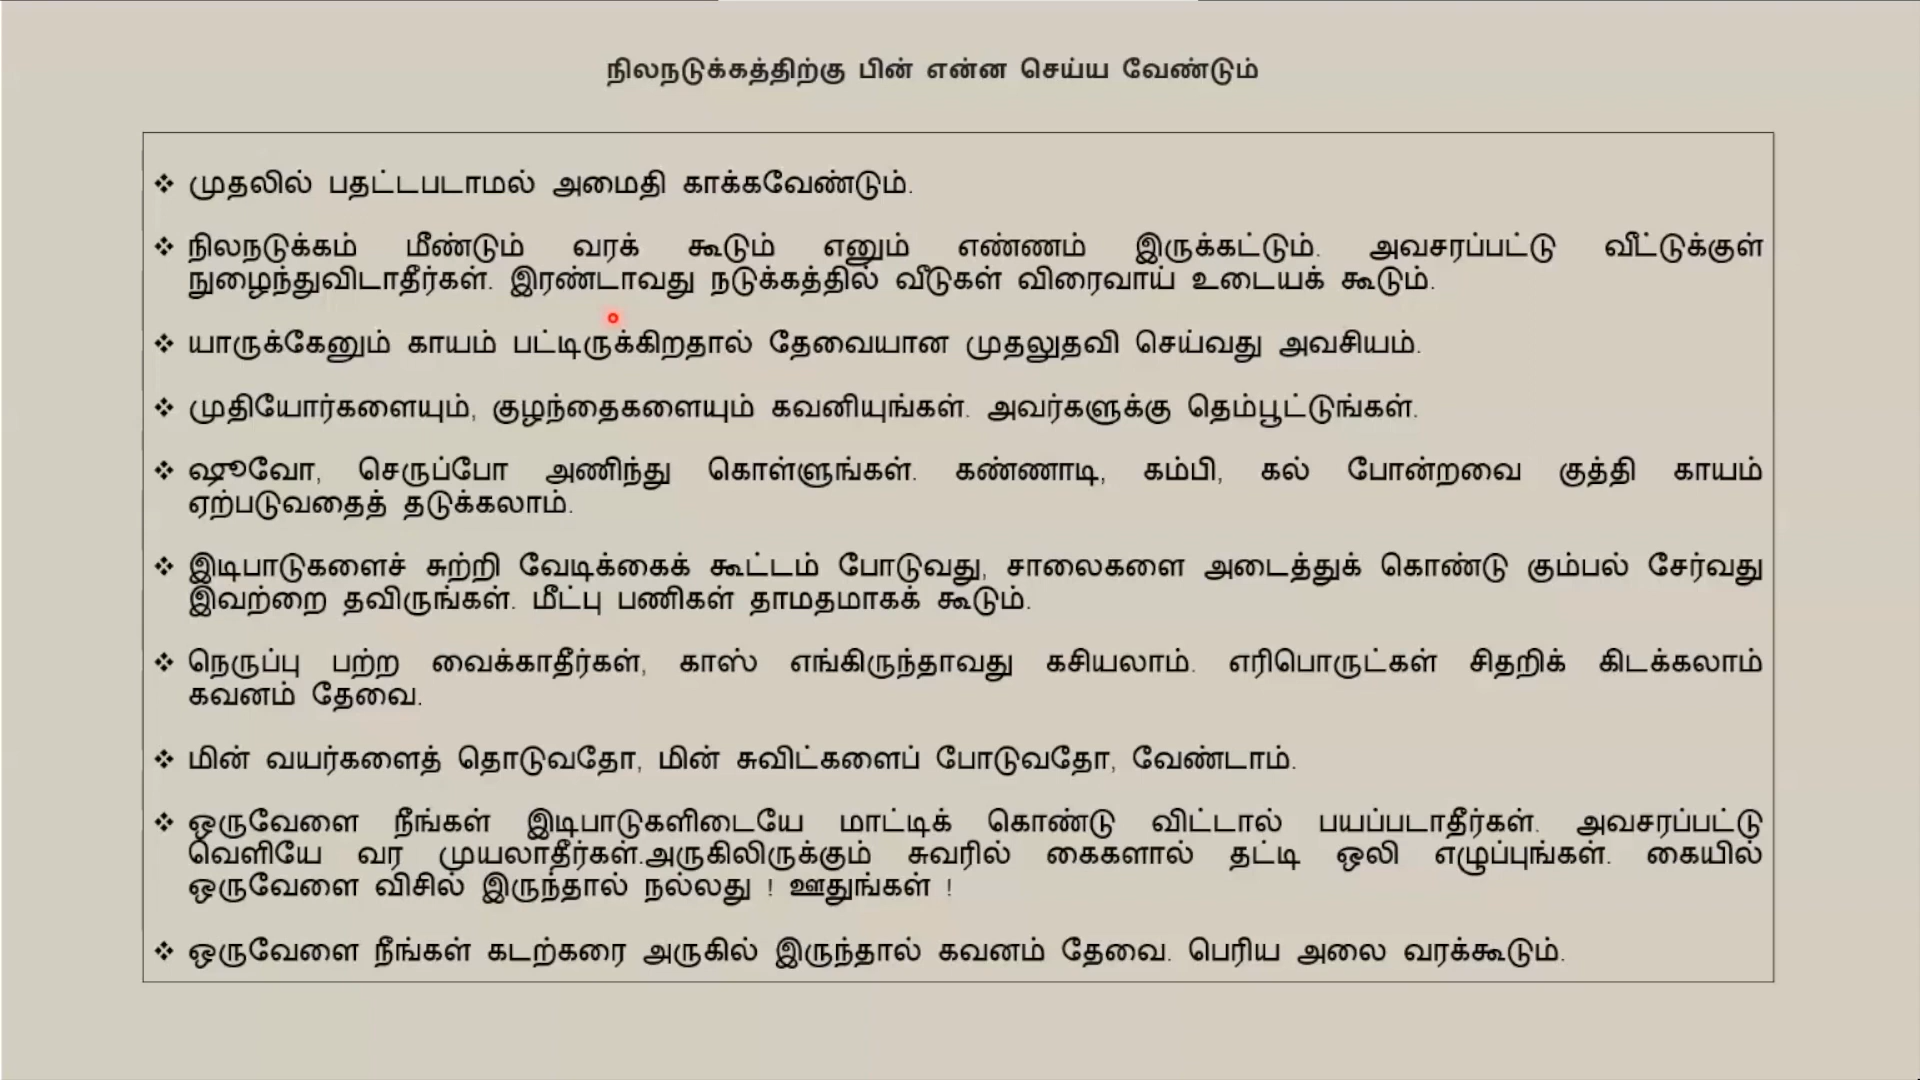 நிலநடுக்கத்திற்கு பின் என்ன செய்ய வேண்டும்
❖ முதலில் பதட்டபடாமல் அமைதி காக்கவேண்டும்.
❖ நிலநடுக்கம் மீண்டும் வரக் கூடும் எனும் எண்ணம் இருக்கட்டும். அவசரப்பட்டு வீட்டுக்குள்
நுழைந்துவிடாதீர்கள். இரண்டாவது நடுக்கத்தில் வீடுகள் விரைவாய் உடையக் கூடும்.
❖ யாருக்கேனும் காயம் பட்டிருக்கிறதால் தேவையான முதலுதவி செய்வது அவசியம்.
❖ முதியோர்களையும், குழந்தைகளையும் கவனியுங்கள். அவர்களுக்கு தெம்பூட்டுங்கள்.
❖ ஷூவோ, செருப்போ அணிந்து கொள்ளுங்கள். கண்ணாடி, கம்பி, கல் போன்றவை குத்தி காயம்
ஏற்படுவதைத் தடுக்கலாம்.
❖ இடிபாடுகளைச் சுற்றி வேடிக்கைக் கூட்டம் போடுவது, சாலைகளை அடைத்துக் கொண்டு கும்பல் சேர்வது
இவற்றை தவிருங்கள். மீட்பு பணிகள் தாமதமாகக் கூடும்.
❖ நெருப்பு பற்ற வைக்காதீர்கள், காஸ் எங்கிருந்தாவது கசியலாம். எரிபொருட்கள் சிதறிக் கிடக்கலாம்
கவனம் தேவை.
❖ மின் வயர்களைத் தொடுவதோ, மின் சுவிட்களைப் போடுவதோ, வேண்டாம்.
❖ ஒருவேளை நீங்கள் இடிபாடுகளிடையே மாட்டிக் கொண்டு விட்டால் பயப்படாதீர்கள். அவசரப்பட்டு
வெளியே வர முயலாதீர்கள்.அருகிலிருக்கும் சுவரில் கைகளால் தட்டி ஒலி எழுப்புங்கள். கையில்
ஒருவேளை விசில் இருந்தால் நல்லது ! ஊதுங்கள் !
❖ ஒருவேளை நீங்கள் கடற்கரை அருகில் இருந்தால் கவனம் தேவை. பெரிய அலை வரக்கூடும்.